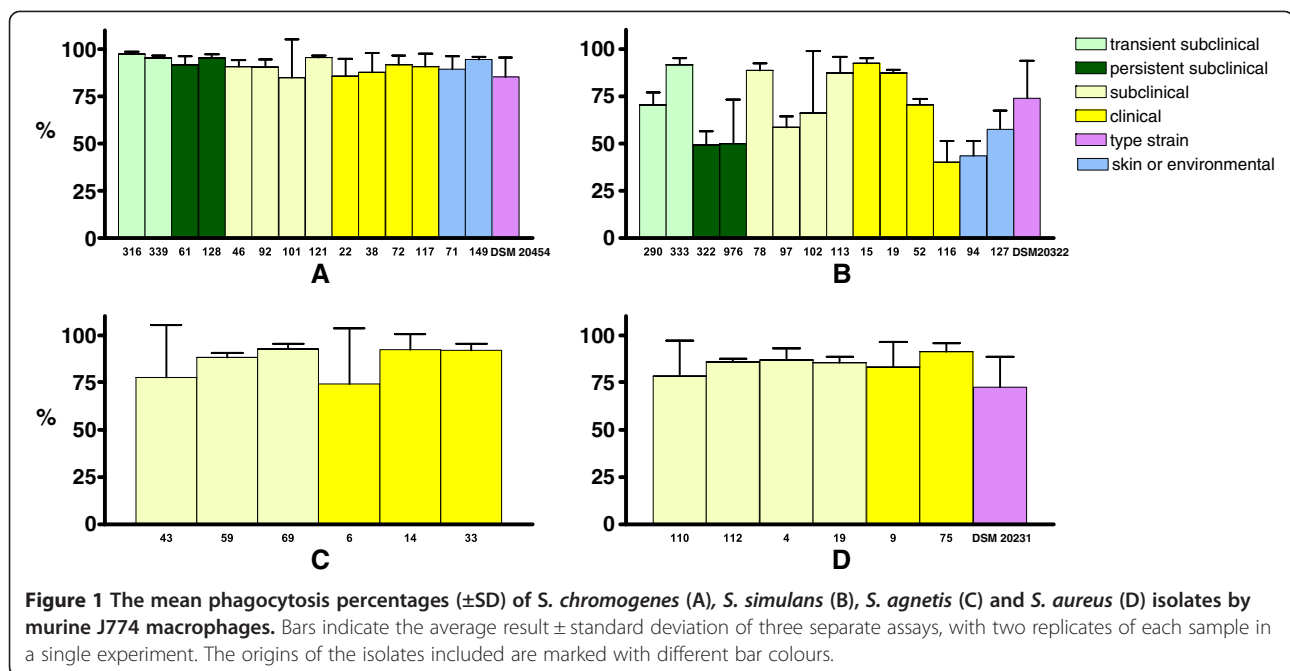 100
75
%
50
25
0
316 339 61 128 46 92 101 121 22 38 72 117 71 149 DSM 20454
A
100
75
50
25
0
290 333 322 976 78 97 102 113 15 19 52 116 94 127 DSM20322
B
transient subclinical
persistent subclinical
subclinical
clinical
type strain
skin or environmental
100
75
%
50
25
0
43 59 69 6 14 33
C
100
75
50
25
0
110 112 4 19 9 75 DSM 20231
D
Figure 1 The mean phagocytosis percentages (±SD) of S. chromogenes (A), S. simulans (B), S. agnetis (C) and S. aureus (D) isolates by
murine J774 macrophages. Bars indicate the average result ± standard deviation of three separate assays, with two replicates of each sample in
a single experiment. The origins of the isolates included are marked with different bar colours.